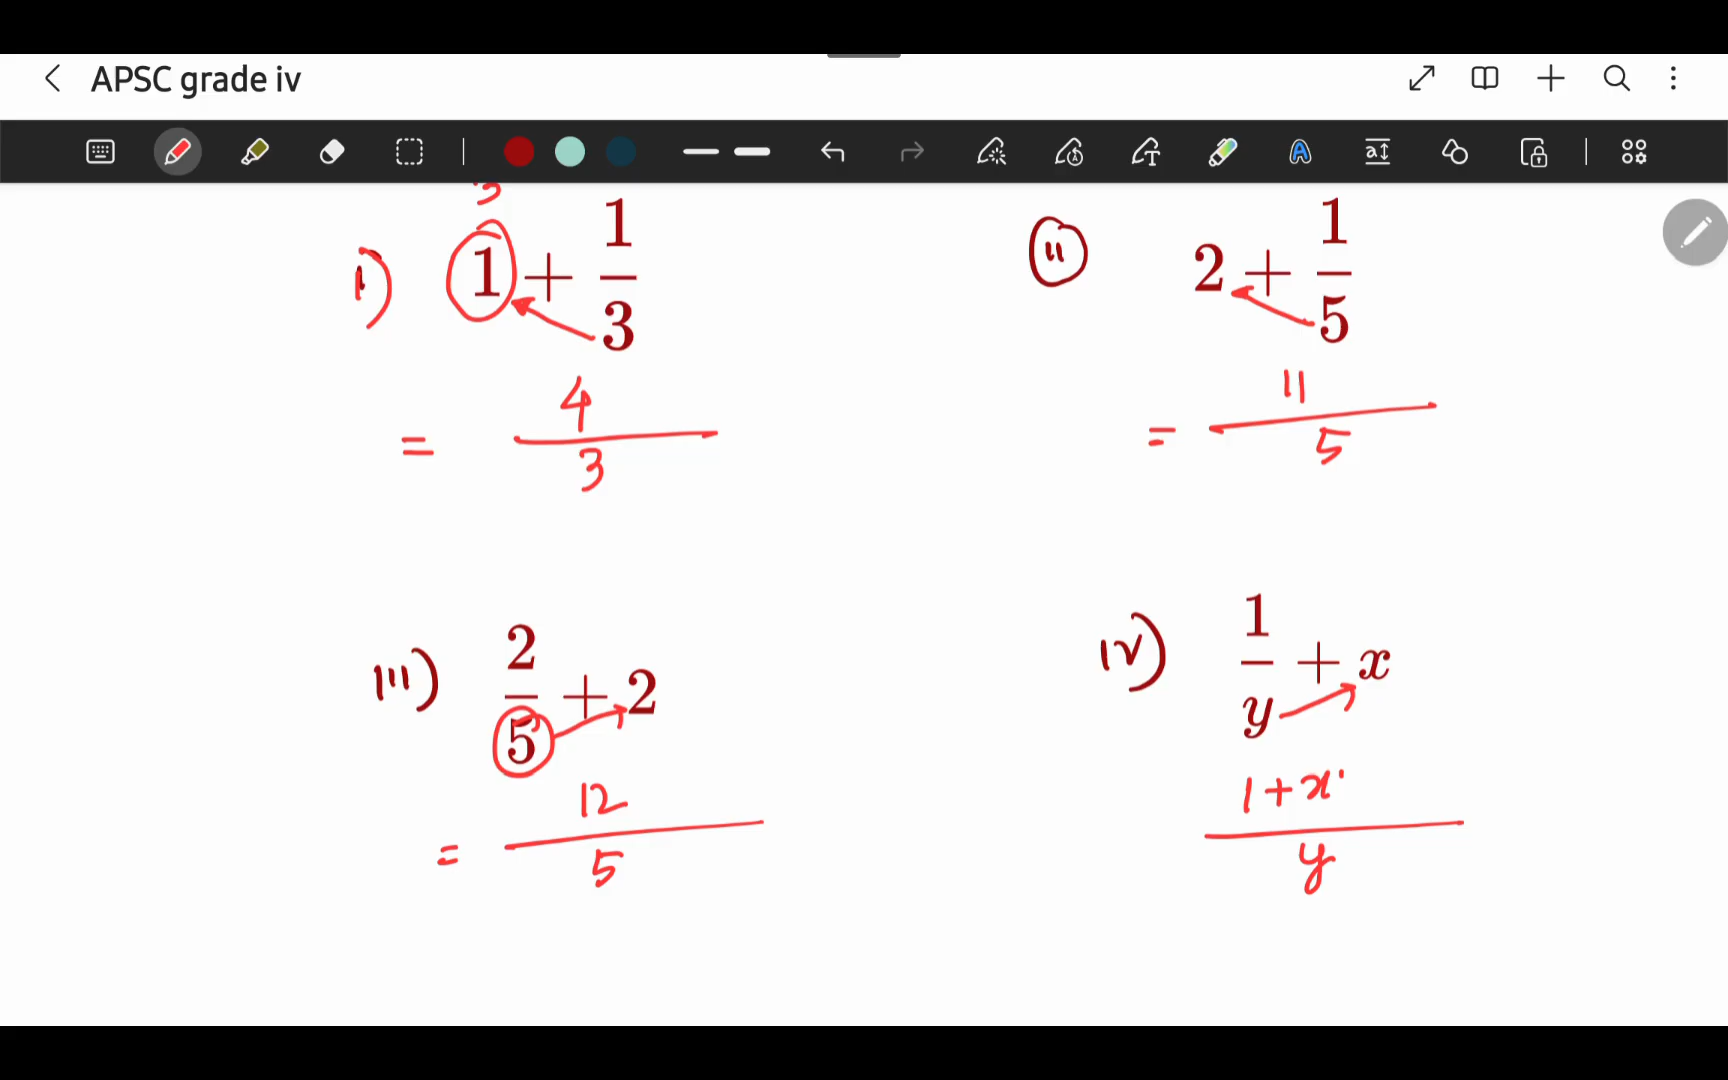 APSC grade iv
3
i) 1 + 1/3
= 4/3
ii 2 + 1/5
= 11/5
iii) 2/5 + 2
= 12/5
iv) 1/y + x
1+x
y